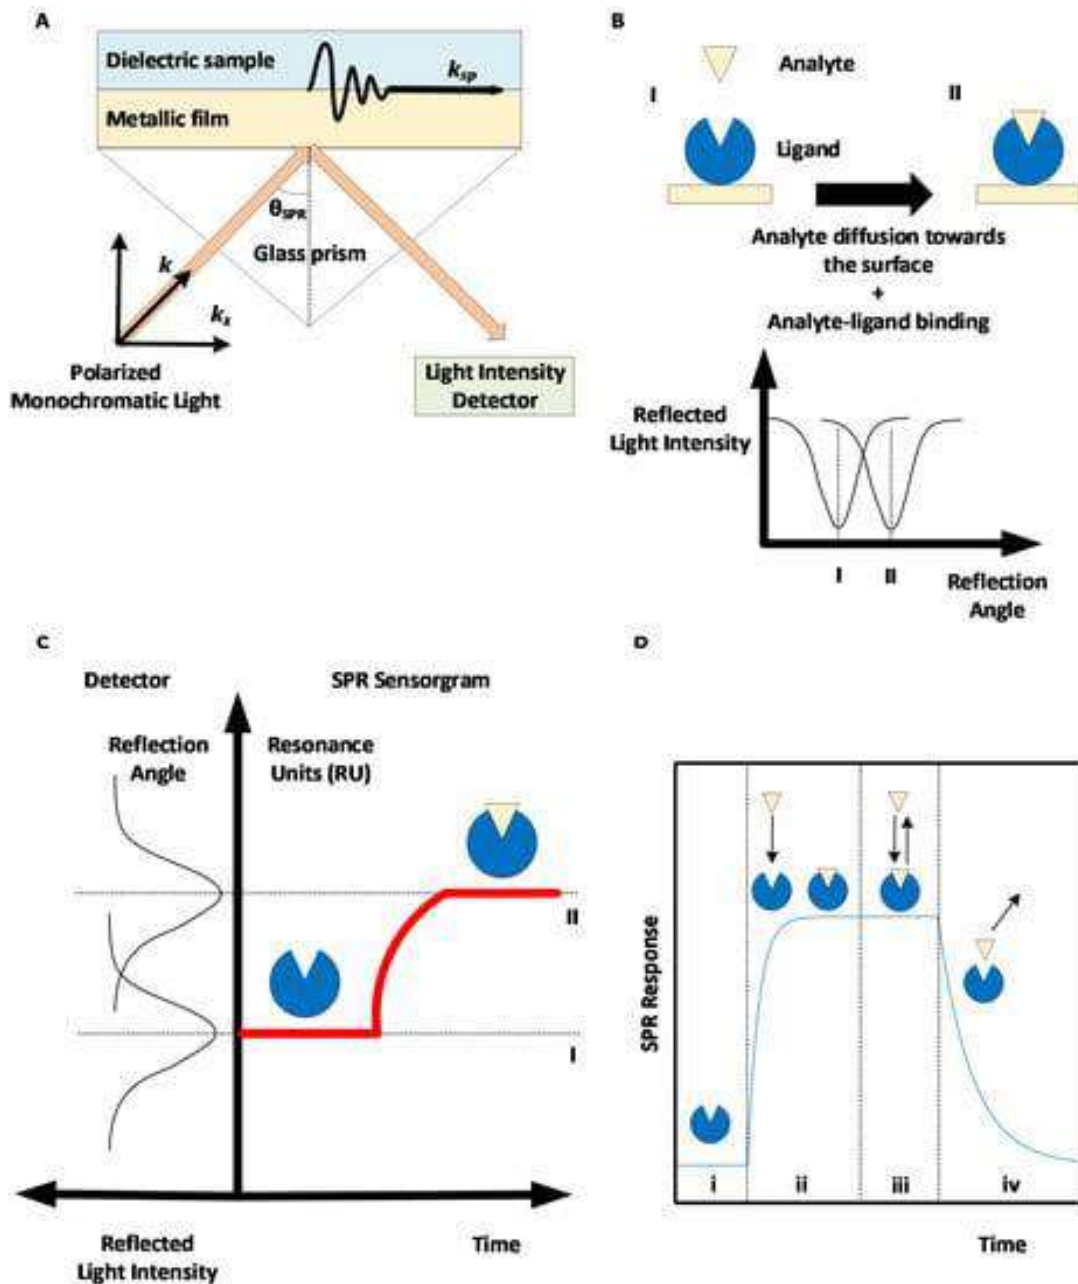 A
Dielectric sample
k_sp
Metallic film
θ_SPR
Glass prism
k
k_x
Polarized
Monochromatic Light
Light Intensity
Detector
B
Analyte
I
II
Ligand
Analyte diffusion towards
the surface
+
Analyte-ligand binding
Reflected
Light Intensity
I
II
Reflection
Angle
C
Detector
SPR Sensorgram
Reflection
Angle
Resonance
Units (RU)
II
I
Reflected
Light Intensity
Time
D
SPR Response
i
ii
iii
iv
Time